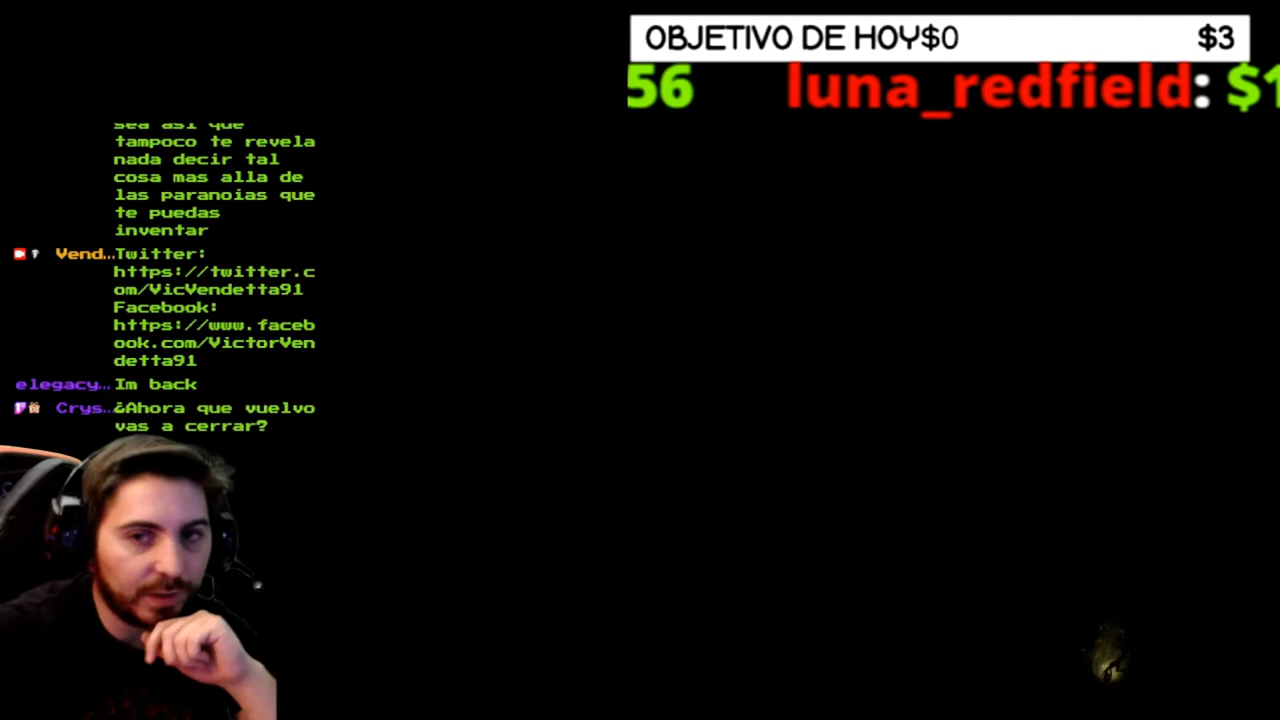 OBJETIVO DE HOY$0 $3
56 luna_redfield: $1
sea asi que
tampoco te revela
nada decir tal
cosa mas alla de
las paranoias que
te puedas
inventar
Vend...Twitter:
https://twitter.c
om/VicVendetta91
Facebook:
https://www.faceb
ook.com/VictorVen
detta91
elegacy...Im back
Crys...¿Ahora que vuelvo
vas a cerrar?